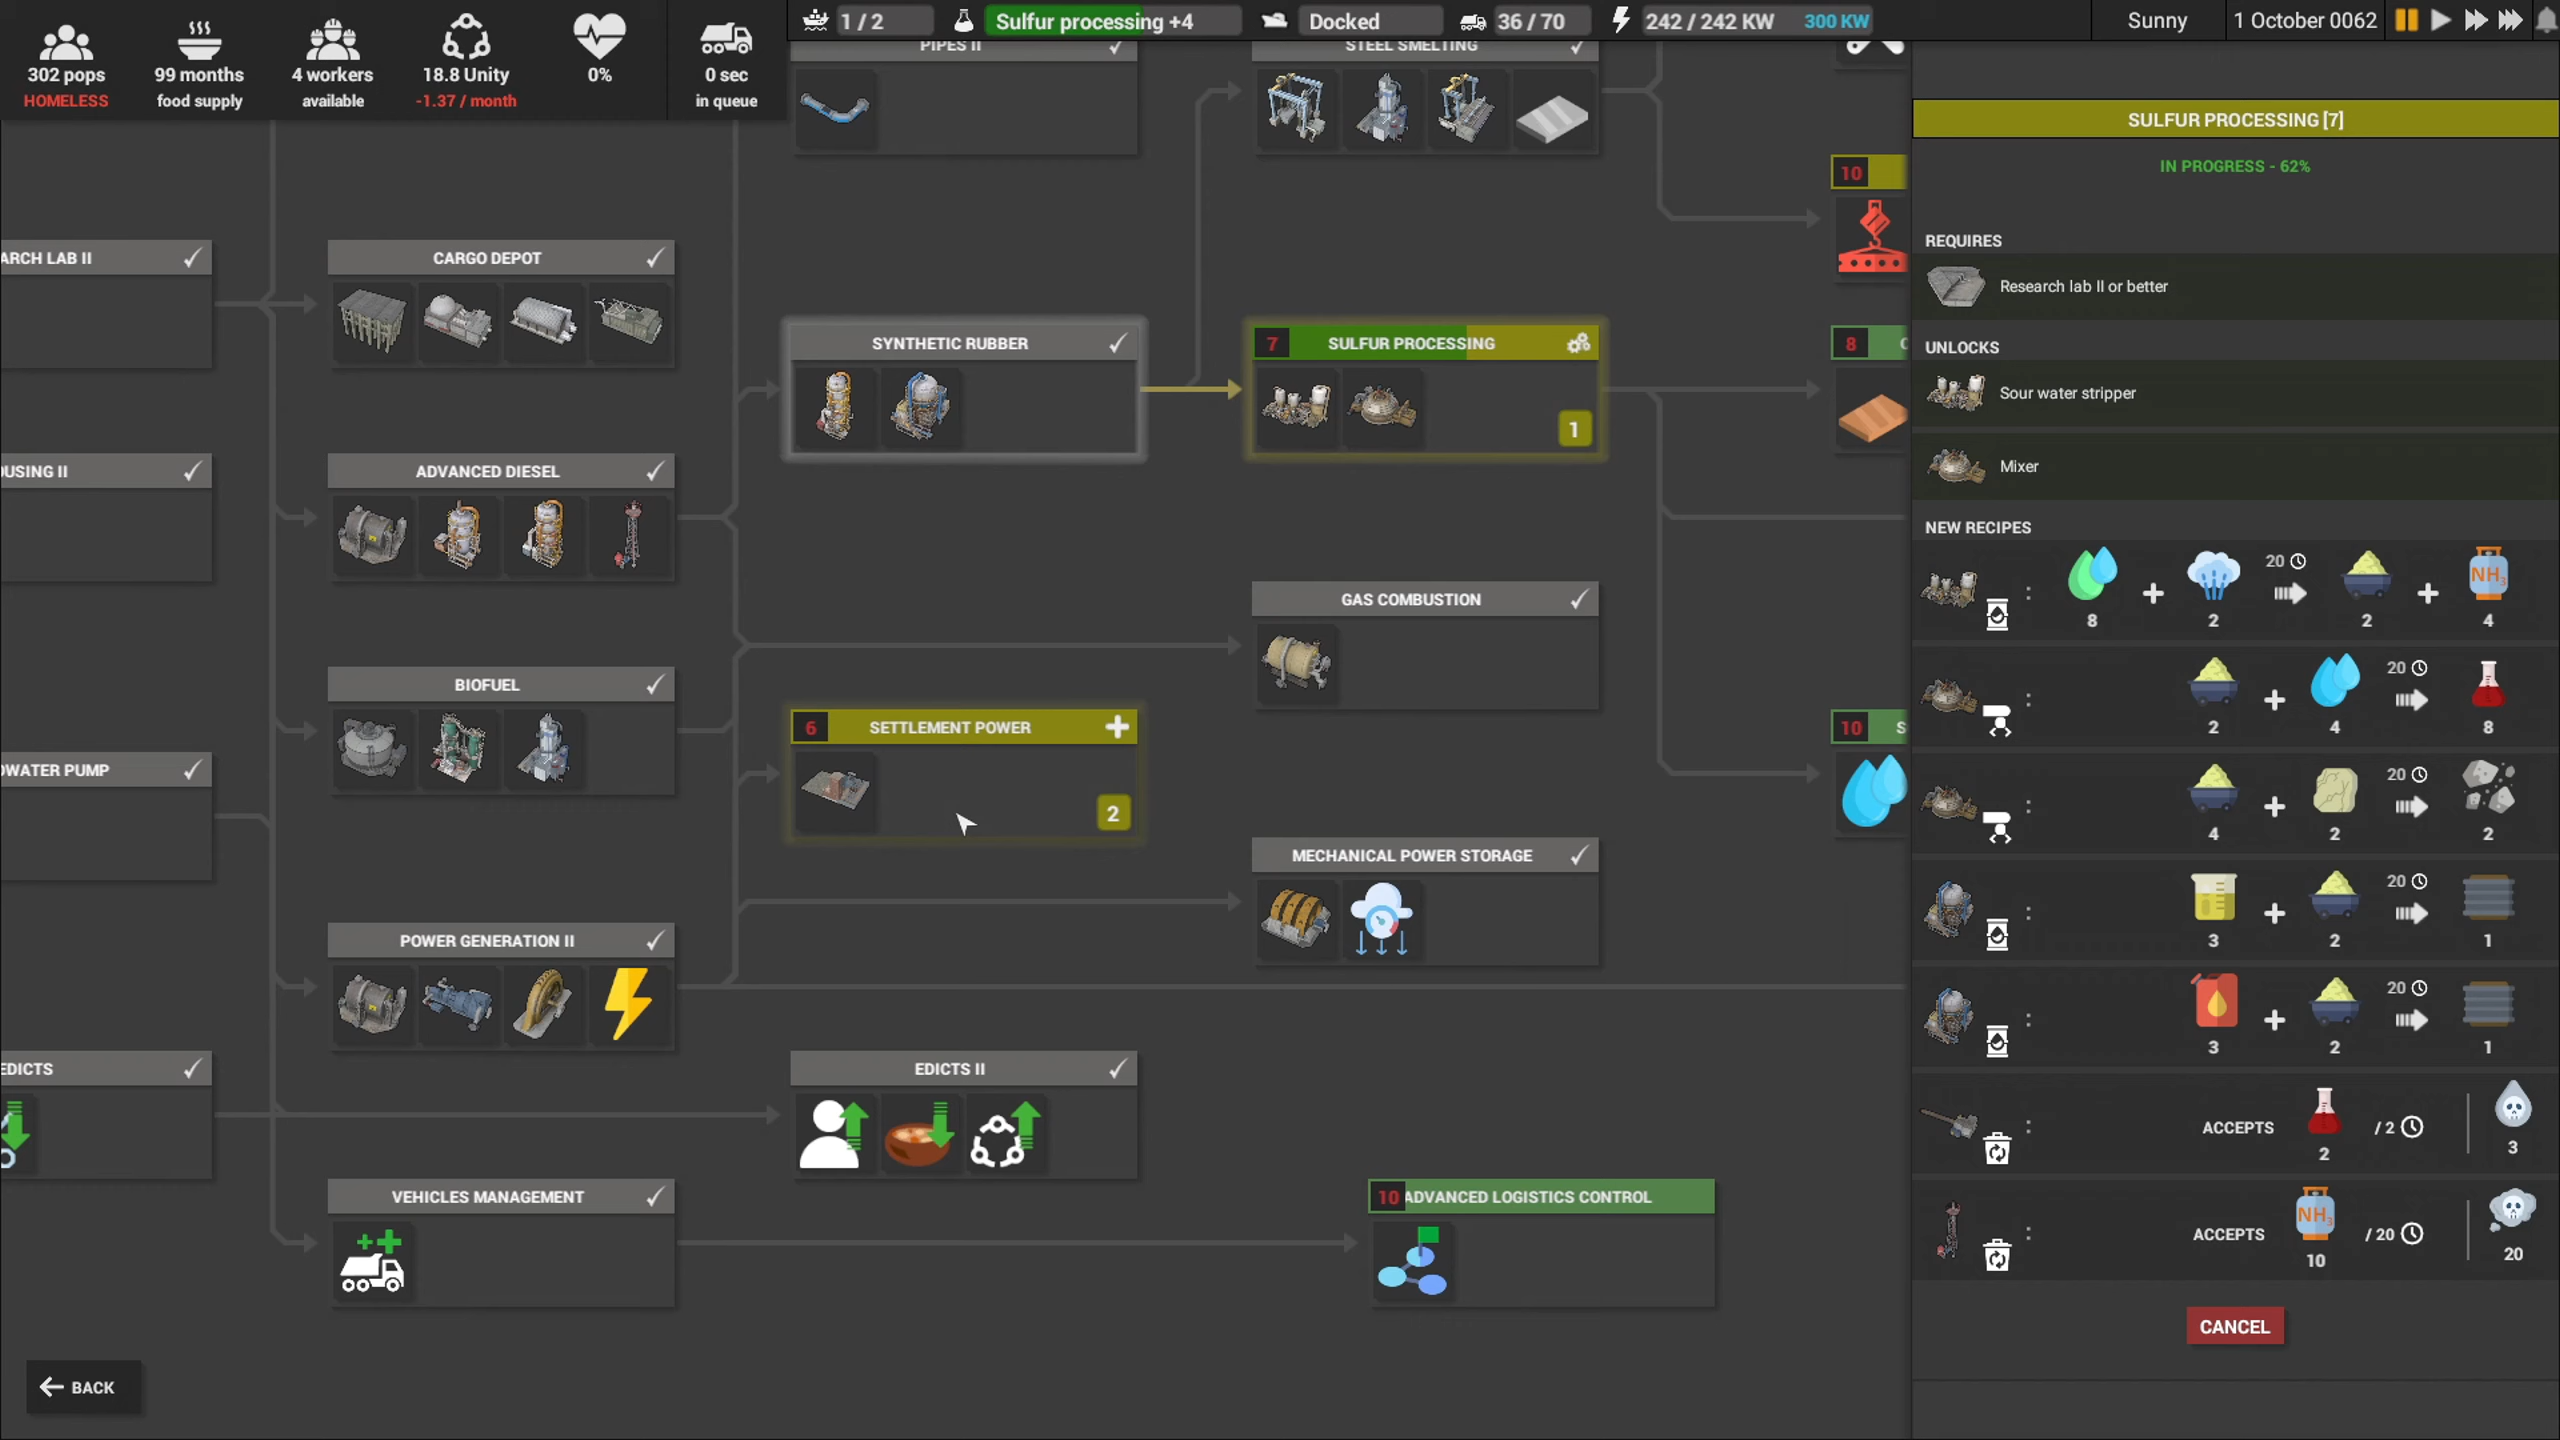 302 pops
HOMELESS
99 months
food supply
4 workers
available
18.8 Unity
-1.37 / month
0%
0 sec
in queue
1 / 2
Sulfur processing +4
Docked
36 / 70
242 / 242 KW
300 KW
Sunny
1 October 0062
PIPES II
STEEL SMELTING
10
ARCH LAB II
CARGO DEPOT
SYNTHETIC RUBBER
7
SULFUR PROCESSING
1
8
OUSING II
ADVANCED DIESEL
GAS COMBUSTION
BIOFUEL
6
SETTLEMENT POWER
2
10
S
DWATER PUMP
MECHANICAL POWER STORAGE
POWER GENERATION II
EDICTS
EDICTS II
VEHICLES MANAGEMENT
10
ADVANCED LOGISTICS CONTROL
BACK
SULFUR PROCESSING [7]
IN PROGRESS - 62%
REQUIRES
Research lab II or better
UNLOCKS
Sour water stripper
Mixer
NEW RECIPES
: 8 + 2 20 2 + NH3 4
: 2 + 4 20 8
: 4 + 2 20 2
: 3 + 2 20 1
: 3 + 2 20 1
: ACCEPTS 2 / 2 3
: ACCEPTS NH3 10 / 20 20
CANCEL